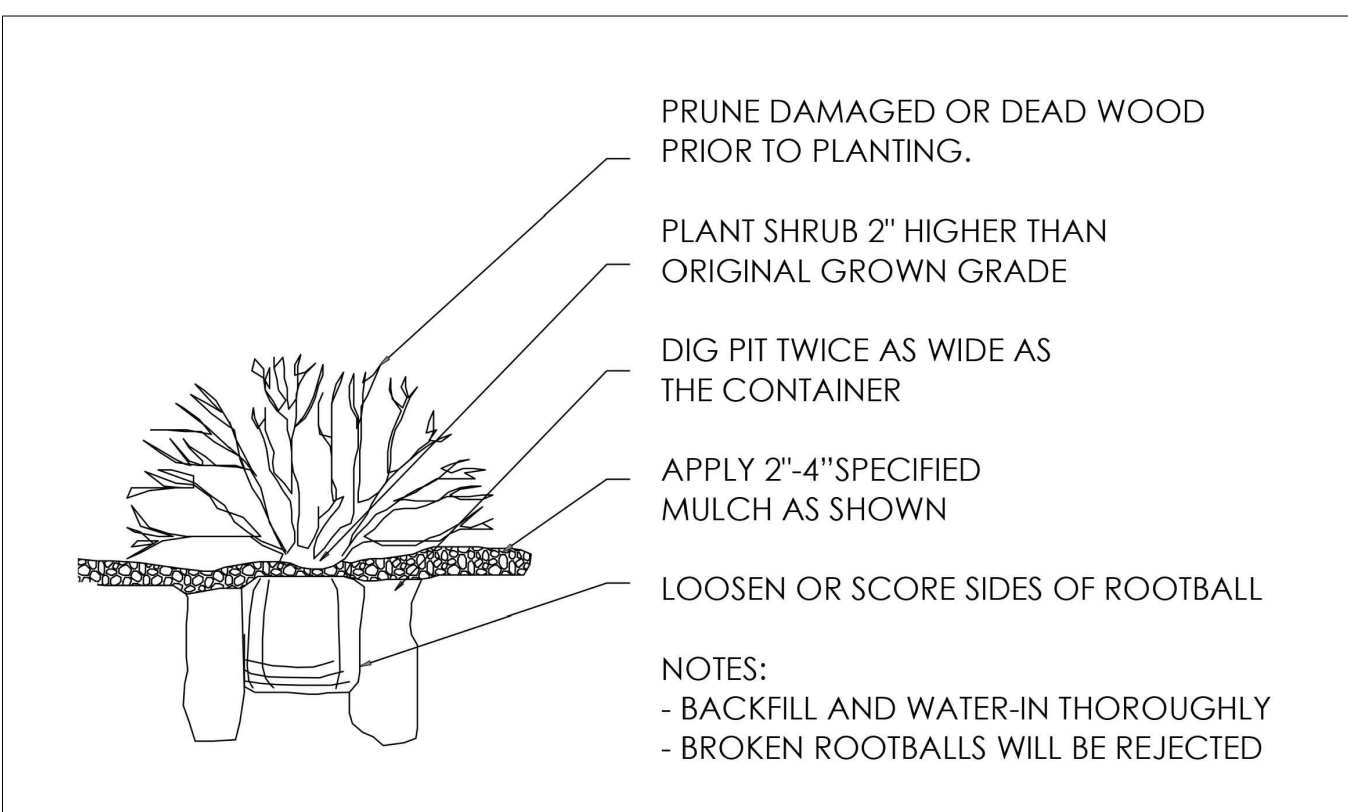 PRUNE DAMAGED OR DEAD WOOD
PRIOR TO PLANTING.
PLANT SHRUB 2" HIGHER THAN
ORIGINAL GROWN GRADE
DIG PIT TWICE AS WIDE AS
THE CONTAINER
APPLY 2"-4”SPECIFIED
MULCH AS SHOWN
LOOSEN OR SCORE SIDES OF ROOTBALL
NOTES:
- BACKFILL AND WATER-IN THOROUGHLY
- BROKEN ROOTBALLS WILL BE REJECTED